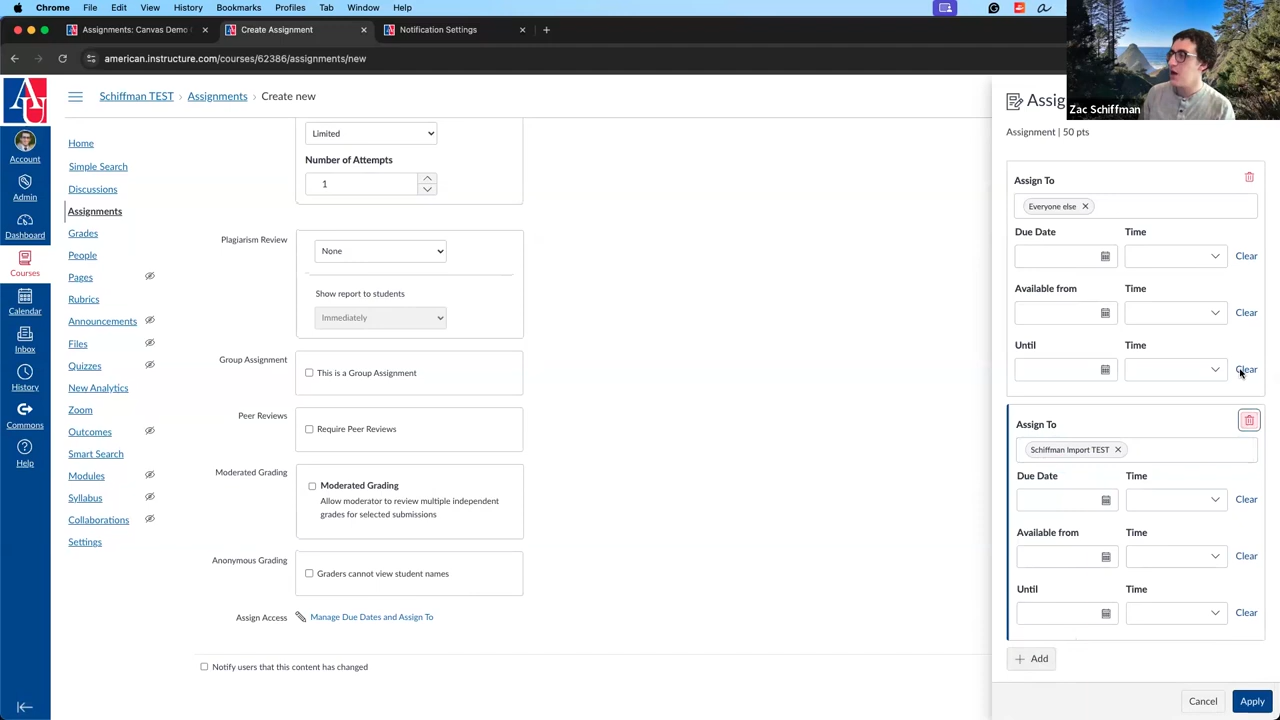 Chrome File Edit View History Bookmarks Profiles Tab Window Help
Assignments: Canvas Demo
Create Assignment
Notification Settings
american.instructure.com/courses/62386/assignments/new
Zac Schiffman
Account
Admin
Dashboard
Courses
Calendar
Inbox
History
Commons
Help
Schiffman TEST > Assignments > Create new
Home
Simple Search
Discussions
Assignments
Grades
People
Pages
Rubrics
Announcements
Files
Quizzes
New Analytics
Zoom
Outcomes
Smart Search
Modules
Syllabus
Collaborations
Settings
Limited
Number of Attempts
1
Plagiarism Review
None
Show report to students
Immediately
Group Assignment
This is a Group Assignment
Peer Reviews
Require Peer Reviews
Moderated Grading
Moderated Grading
Allow moderator to review multiple independent
grades for selected submissions
Anonymous Grading
Graders cannot view student names
Assign Access
Manage Due Dates and Assign To
Notify users that this content has changed
Assignment | 50 pts
Assign To
Everyone else
Due Date Time
Clear
Available from Time
Clear
Until Time
Clear
Assign To
Schiffman Import TEST
Due Date Time
Clear
Available from Time
Clear
Until Time
Clear
+ Add
Cancel Apply